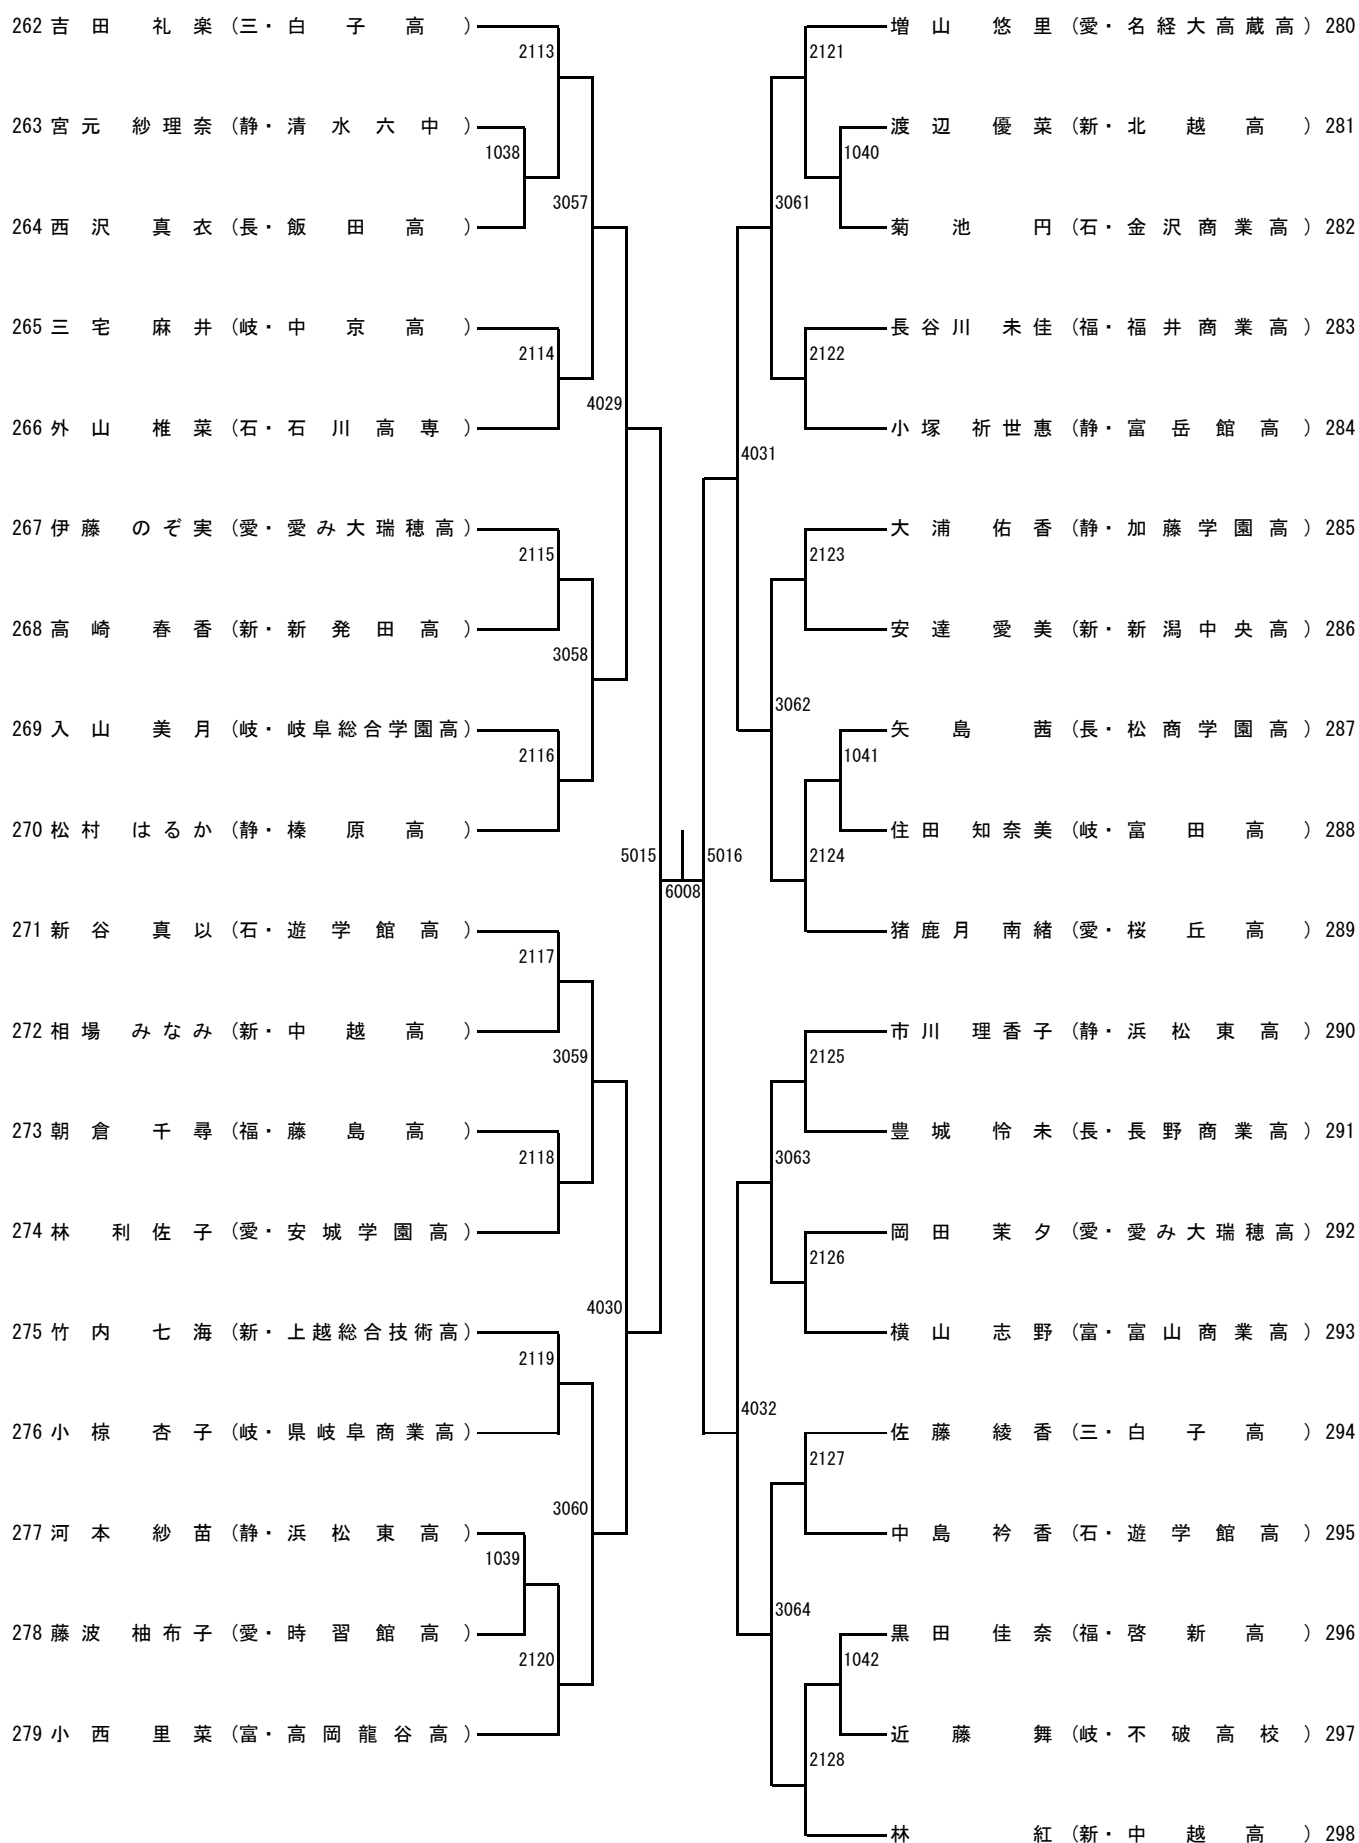 262 吉田 礼楽 (三・白子高)
2113
263 宮元 紗理奈 (静・清水六中)
1038
264 西沢 真衣 (長・飯田高)
3057
265 三宅 麻井 (岐・中京高)
2114
266 外山 椎菜 (石・石川高専)
4029
267 伊藤 のぞ実 (愛・愛み大瑞穂高)
2115
268 高崎 春香 (新・新発田高)
3058
269 入山 美月 (岐・岐阜総合学園高)
2116
270 松村 はるか (静・榛原高)
5015
271 新谷 真以 (石・遊学館高)
2117
272 相場 みなみ (新・中越高)
3059
273 朝倉 千尋 (福・藤島高)
2118
274 林 利佐子 (愛・安城学園高)
4030
275 竹内 七海 (新・上越総合技術高)
2119
276 小椋 杏子 (岐・県岐阜商業高)
3060
277 河本 紗苗 (静・浜松東高)
1039
278 藤波 柚布子 (愛・時習館高)
2120
279 小西 里菜 (富・高岡龍谷高)
6008
増山 悠里 (愛・名経大高蔵高) 280
2121
渡辺 優菜 (新・北越高) 281
1040
菊池 円 (石・金沢商業高) 282
3061
長谷川 未佳 (福・福井商業高) 283
2122
小塚 祈世惠 (静・富岳館高) 284
4031
大浦 佑香 (静・加藤学園高) 285
2123
安達 愛美 (新・新潟中央高) 286
3062
矢島 茜 (長・松商学園高) 287
1041
住田 知奈美 (岐・富田高) 288
2124
5016
猪鹿月 南緒 (愛・桜丘高) 289
市川 理香子 (静・浜松東高) 290
2125
豊城 怜未 (長・長野商業高) 291
3063
岡田 茉夕 (愛・愛み大瑞穂高) 292
2126
横山 志野 (富・富山商業高) 293
4032
佐藤 綾香 (三・白子高) 294
2127
中島 衿香 (石・遊学館高) 295
3064
黒田 佳奈 (福・啓新高) 296
1042
近藤 舞 (岐・不破高校) 297
2128
林 紅 (新・中越高) 298